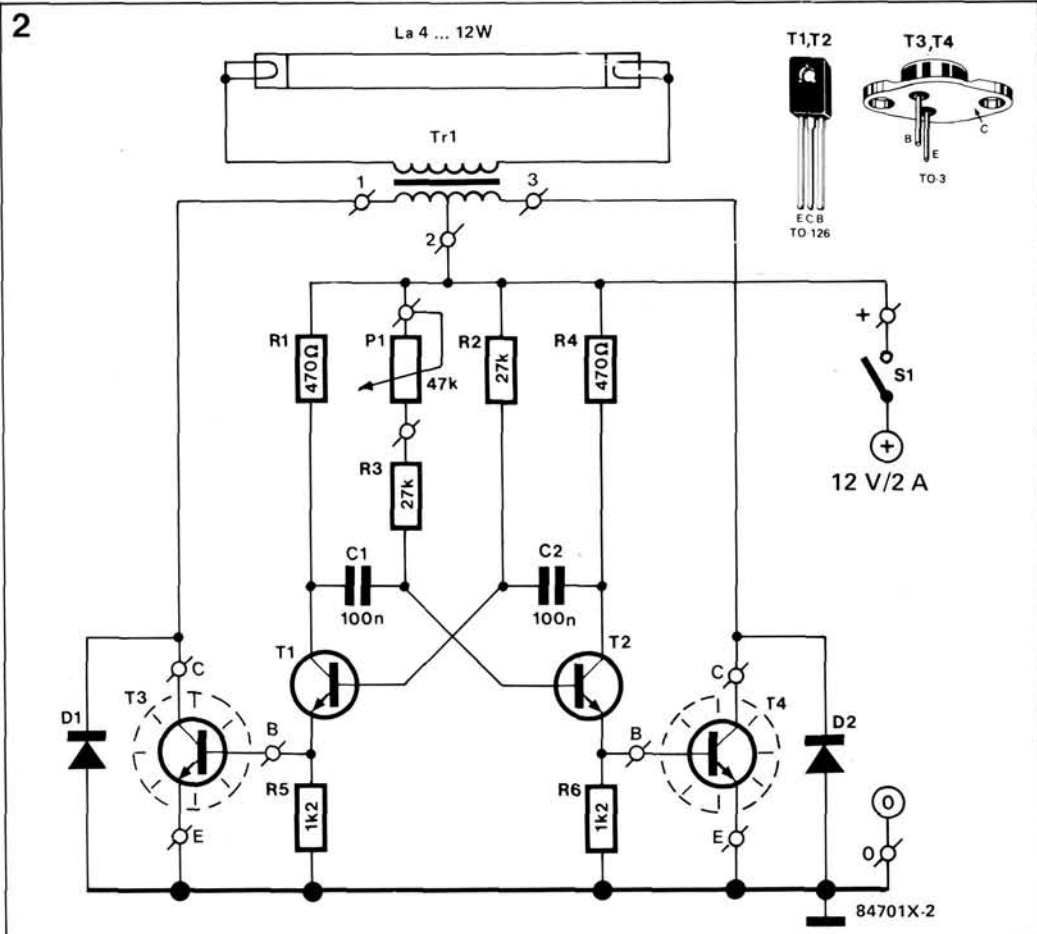 2
La 4 ... 12W
T1,T2
T3,T4
B
E
C
TO-3
E C B
TO-126
Tr1
1
3
2
R1
470Ω
P1
47k
R2
27k
R4
470Ω
+
S1
+
12 V/2 A
R3
27k
C1
100n
C2
100n
T1
T2
C
T3
B
E
D1
C
T4
B
E
D2
R5
1k2
R6
1k2
0
0
84701X-2